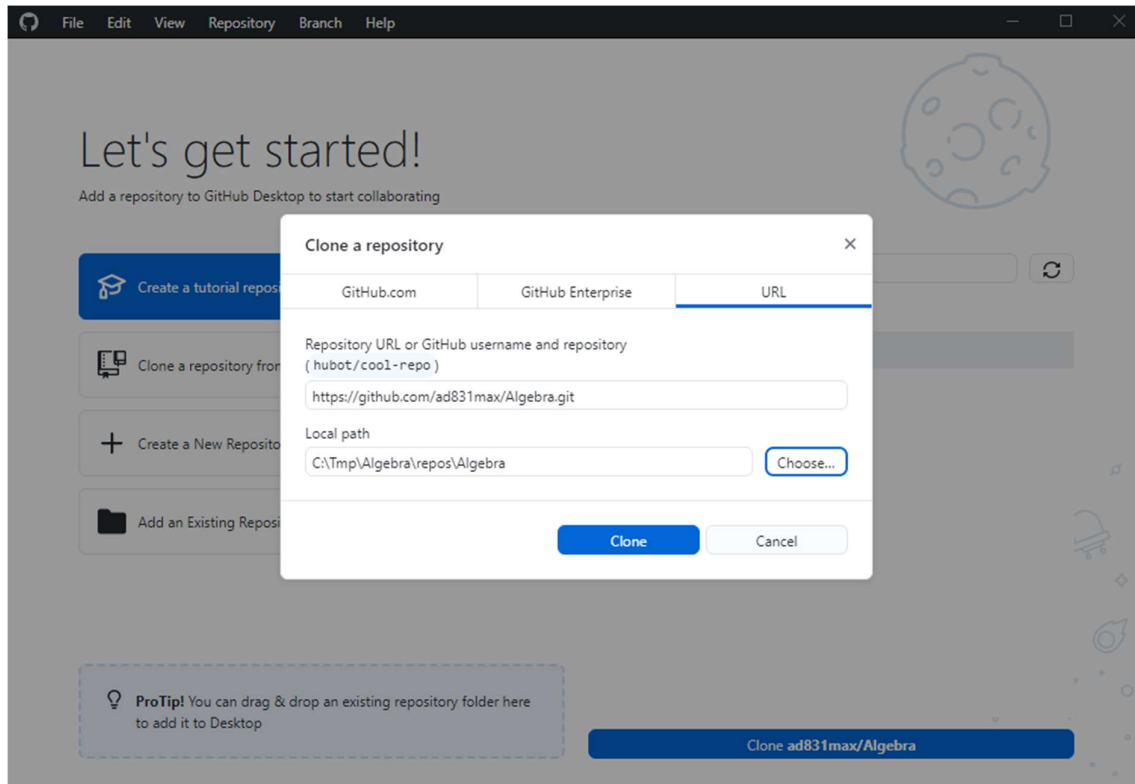 File Edit View Repository Branch Help
Let's get started!
Add a repository to GitHub Desktop to start collaborating
Create a tutorial reposi
Clone a repository from
Create a New Reposito
Add an Existing Reposi
Clone a repository
GitHub.com GitHub Enterprise URL
Repository URL or GitHub username and repository
(hubot/cool-repo)
https://github.com/ad831max/Algebra.git
Local path
C:\Tmp\Algebra\repos\Algebra
Choose...
Clone Cancel
ProTip! You can drag & drop an existing repository folder here
to add it to Desktop
Clone ad831max/Algebra